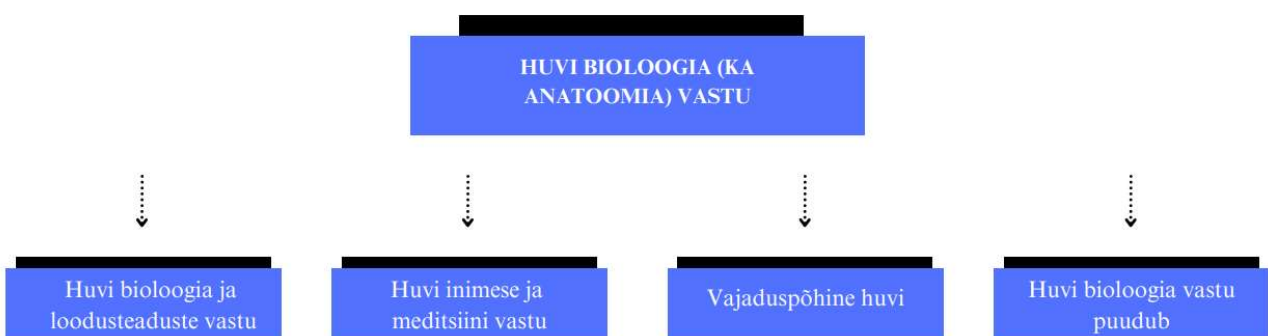 HUVI BIOLOOGIA (KA
ANATOOMIA) VASTU
Huvi bioloogia ja
loodusteaduste vastu
Huvi inimese ja
meditsiini vastu
Vajaduspõhine huvi
Huvi bioloogia vastu
puudub